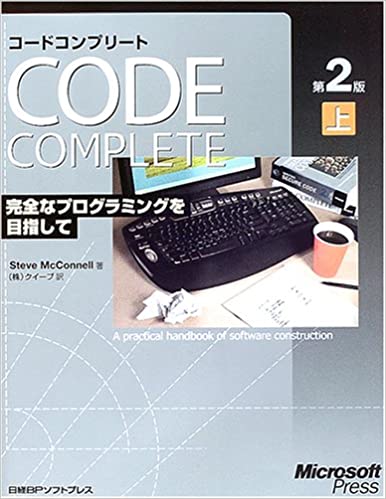 コードコンプリート
CODE
COMPLETE
第2版
上
完全なプログラミングを
目指して
Steve McConnell 著
(株)クイープ 訳
SECURE CODE
A practical handbook of software construction
日経BPソフトプレス
Microsoft
Press